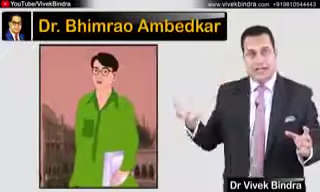 YouTube/VivekBindra
www.vivekbindra.com, +919810544443
Dr. Bhimrao Ambedkar
Dr Vivek Bindra